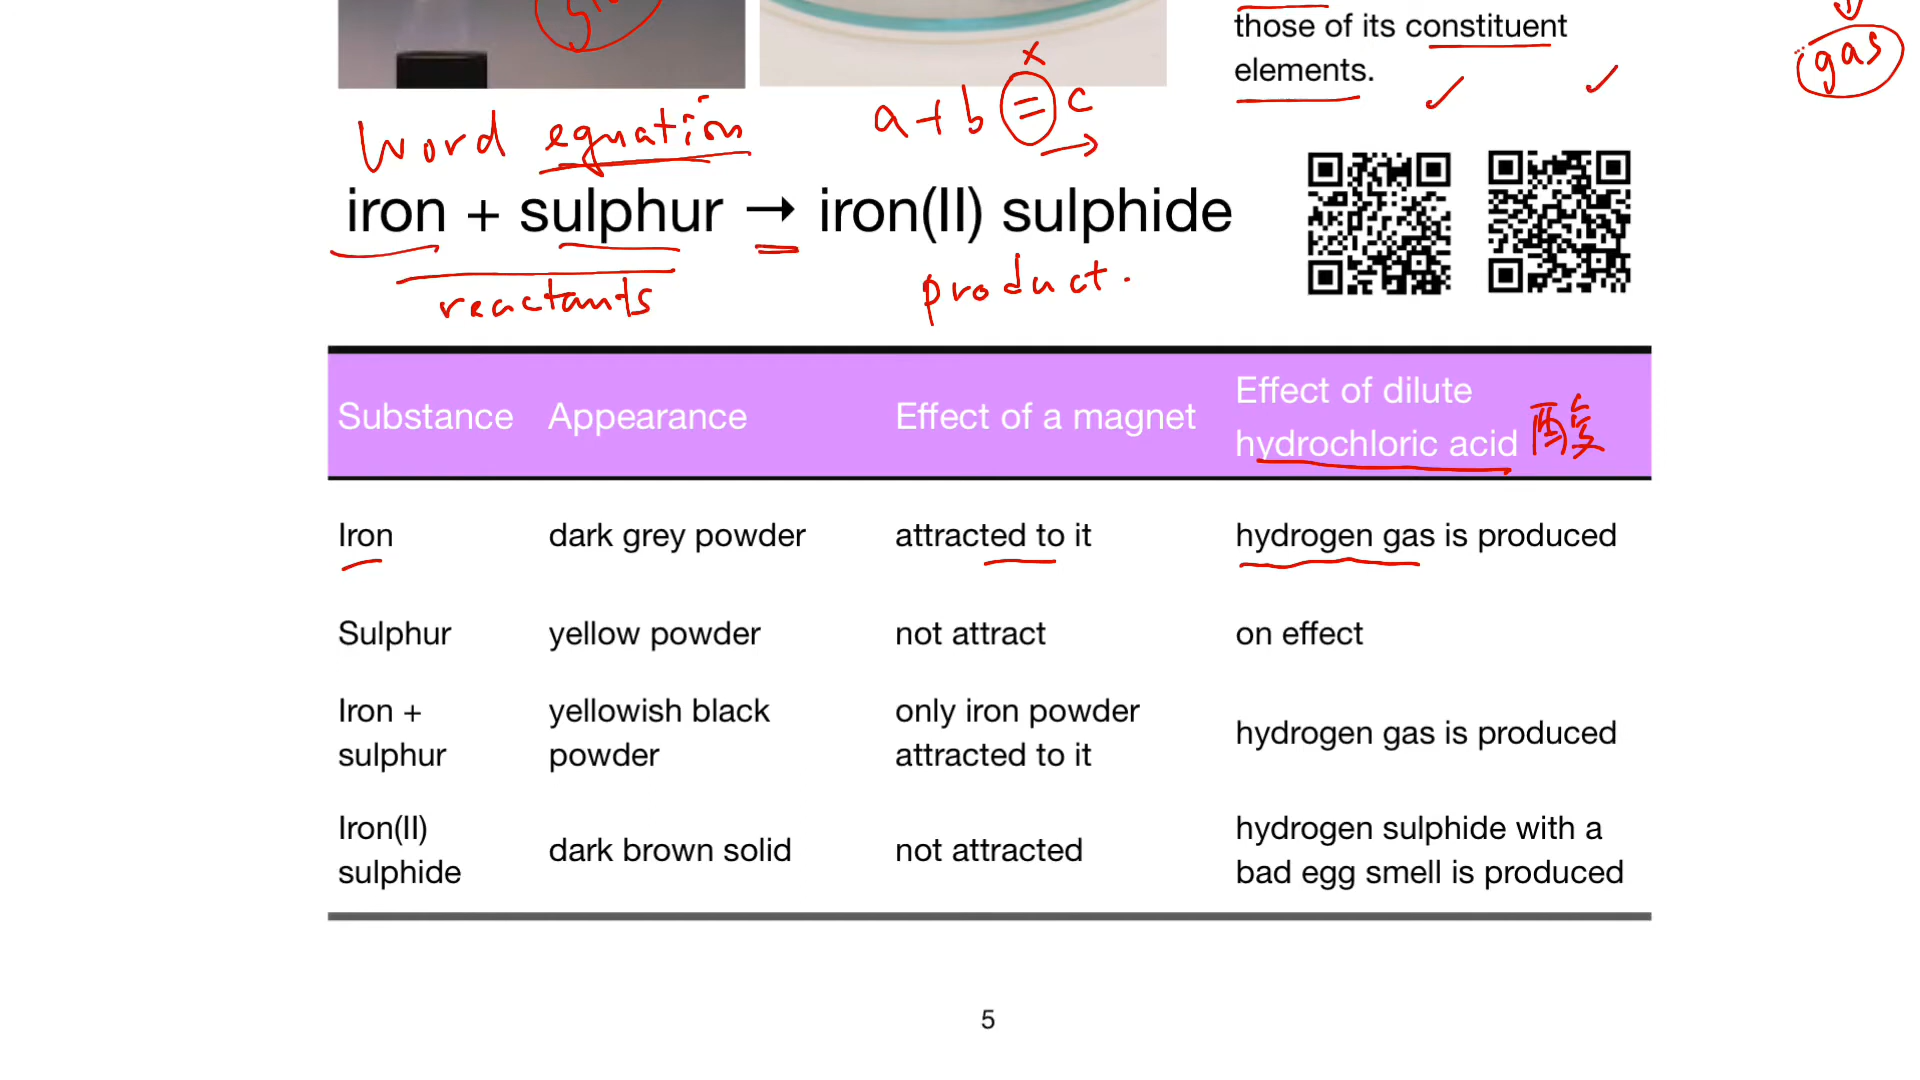 those of its constituent
elements.
gas
Word equation
a + b = c
x
iron + sulphur → iron(II) sulphide
reactants
product.
Substance Appearance Effect of a magnet Effect of dilute
hydrochloric acid 酸
Iron dark grey powder attracted to it hydrogen gas is produced
Sulphur yellow powder not attract on effect
Iron + yellowish black only iron powder hydrogen gas is produced
sulphur powder attracted to it
Iron(II) dark brown solid not attracted hydrogen sulphide with a
sulphide bad egg smell is produced
5